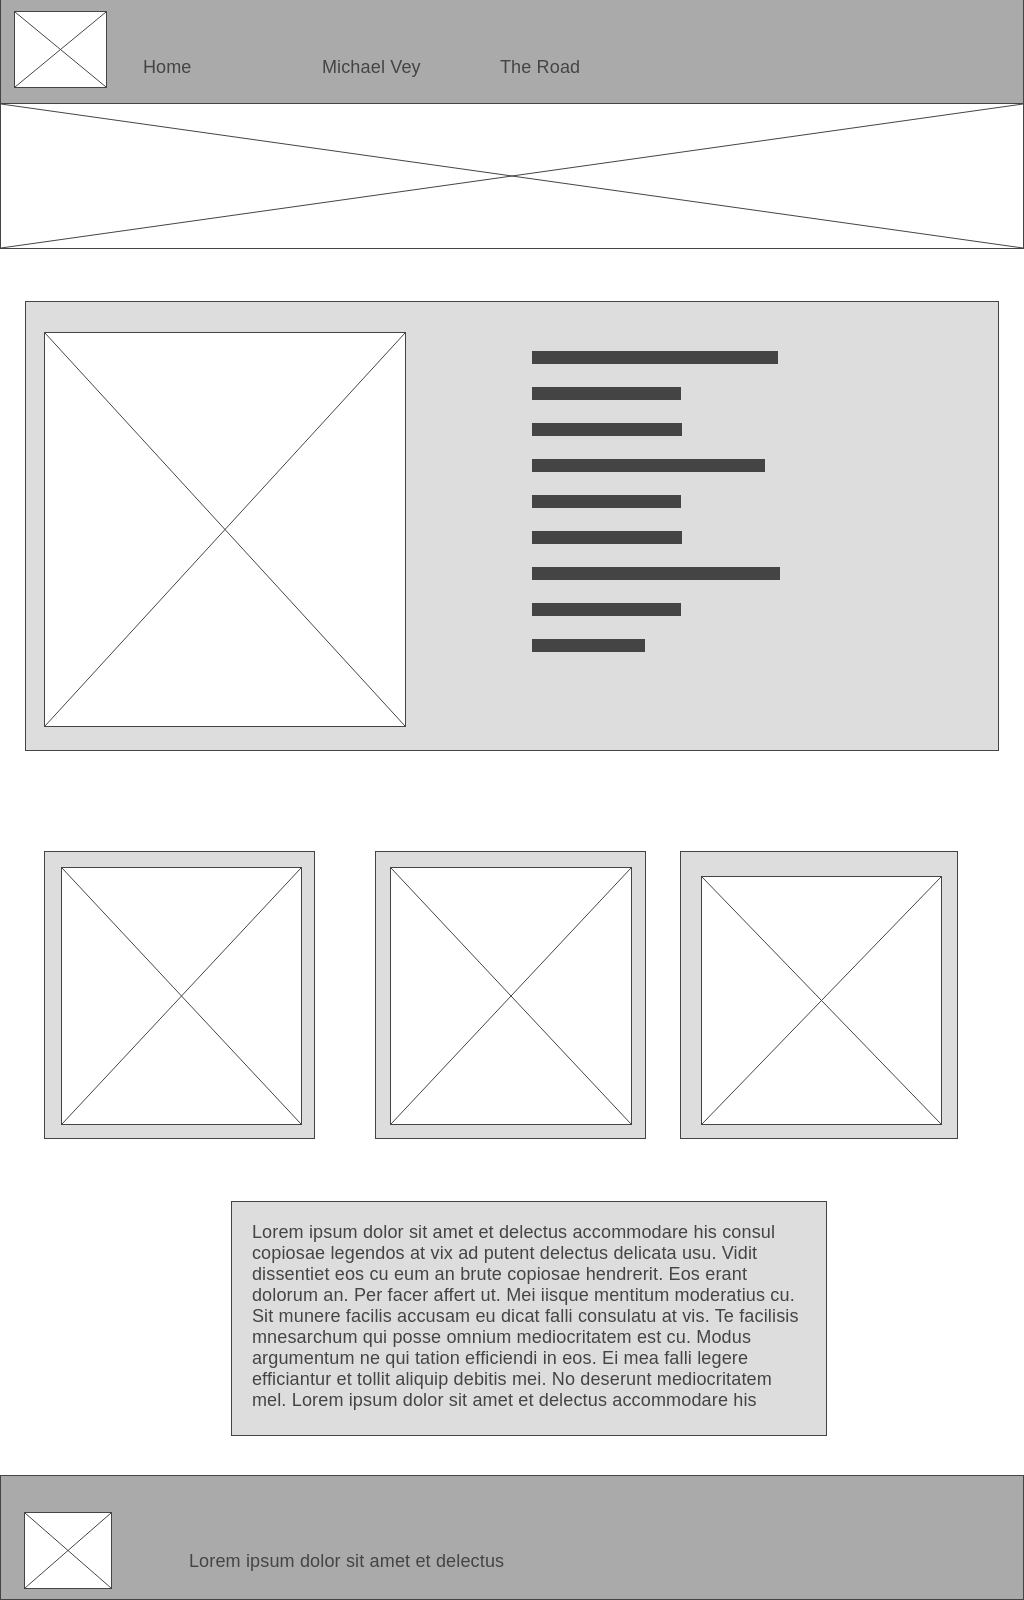 Home
Michael Vey
The Road
Lorem ipsum dolor sit amet et delectus accommodare his consul
copiosae legendos at vix ad putent delectus delicata usu. Vidit
dissentiet eos cu eum an brute copiosae hendrerit. Eos erant
dolorum an. Per facer affert ut. Mei iisque mentitum moderatius cu.
Sit munere facilis accusam eu dicat falli consulatu at vis. Te facilisis
mnesarchum qui posse omnium mediocritatem est cu. Modus
argumentum ne qui tation efficiendi in eos. Ei mea falli legere
efficiantur et tollit aliquip debitis mei. No deserunt mediocritatem
mel. Lorem ipsum dolor sit amet et delectus accommodare his
Lorem ipsum dolor sit amet et delectus